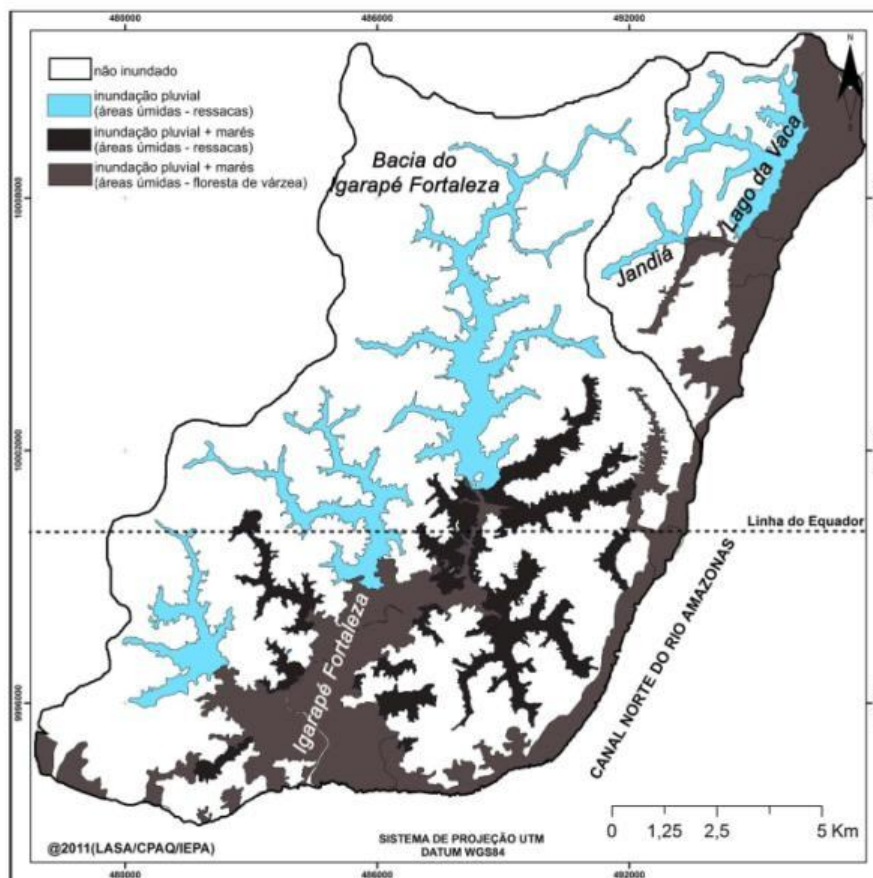 480000
486000
492000
N
não inundado
inundação pluvial
(áreas úmidas - ressacas)
inundação pluvial + marés
(áreas úmidas - ressacas)
inundação pluvial + marés
(áreas úmidas - floresta de várzea)
Bacia do
Igarapé Fortaleza
Lago da Vaca
Jandiá
10002000
Linha do Equador
Igarapé Fortaleza
CANAL NORTE DO RIO AMAZONAS
9996000
0 1,25 2,5 5 Km
@2011(LASA/CPAQ/IEPA)
SISTEMA DE PROJEÇÃO UTM
DATUM WGS84
480000
486000
492000